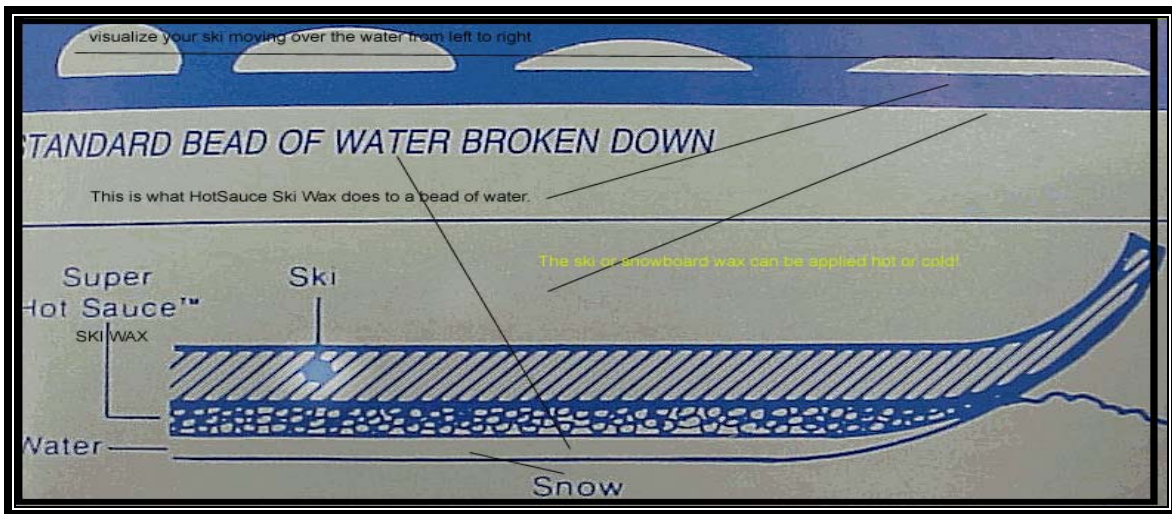 visualize your ski moving over the water from left to right
STANDARD BEAD OF WATER BROKEN DOWN
This is what HotSauce Ski Wax does to a bead of water.
The ski or snowboard wax can be applied hot or cold!
Super
Hot Sauce™
SKI WAX
Ski
Water
Snow